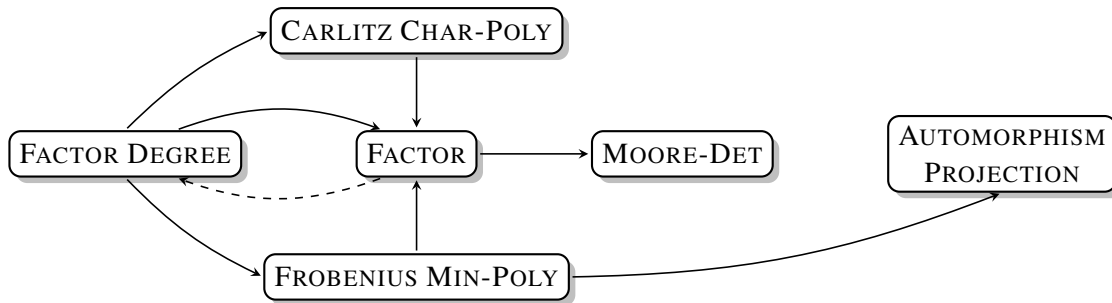 CARLITZ CHAR-POLY
FACTOR DEGREE
FACTOR
MOORE-DET
AUTOMORPHISM
PROJECTION
FROBENIUS MIN-POLY